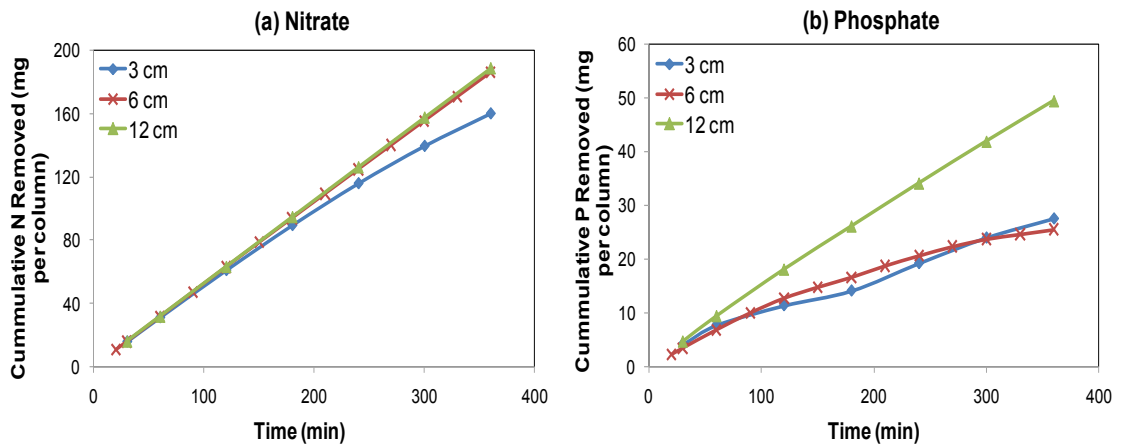 (a) Nitrate
Cummulative N Removed (mg
per column)
200
160
120
80
40
0
3 cm
6 cm
12 cm
0 100 200 300 400
Time (min)
(b) Phosphate
Cummulative P Removed (mg
per column)
60
50
40
30
20
10
0
3 cm
6 cm
12 cm
0 100 200 300 400
Time (min)